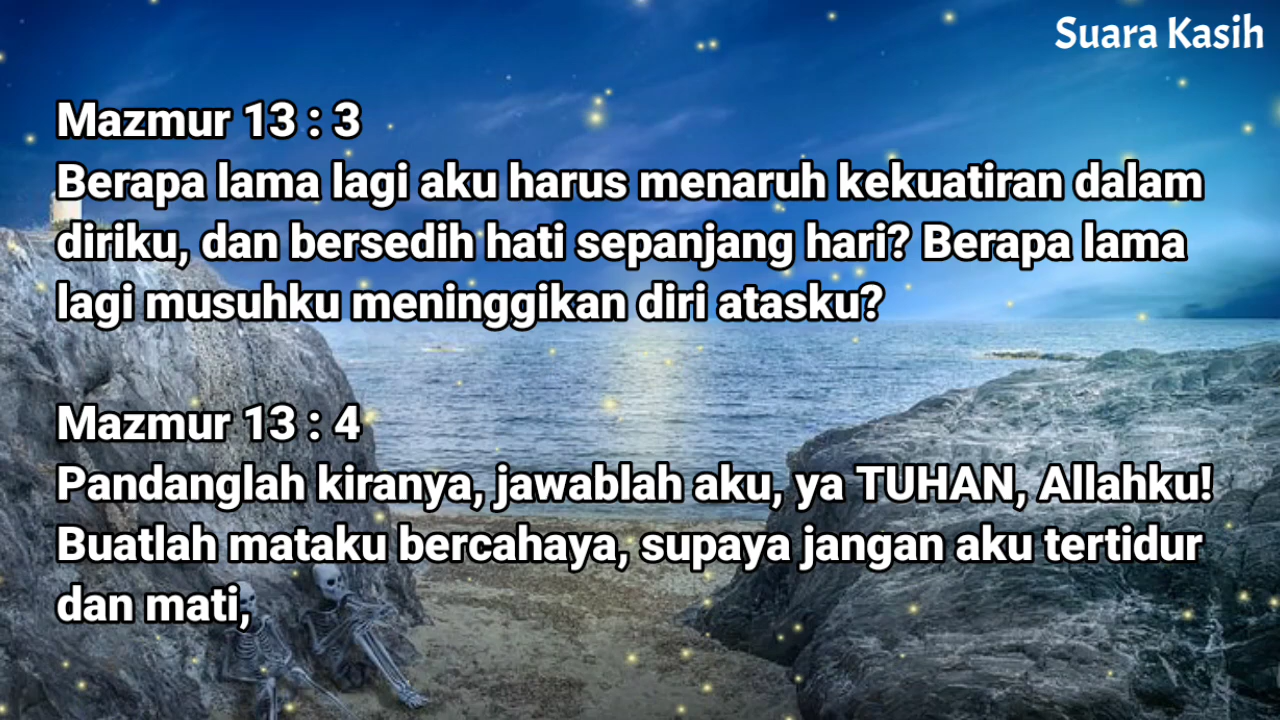 Suara Kasih
Mazmur 13 : 3
Berapa lama lagi aku harus menaruh kekuatiran dalam
diriku, dan bersedih hati sepanjang hari? Berapa lama
lagi musuhku meninggikan diri atasku?
Mazmur 13 : 4
Pandanglah kiranya, jawablah aku, ya TUHAN, Allahku!
Buatlah mataku bercahaya, supaya jangan aku tertidur
dan mati,